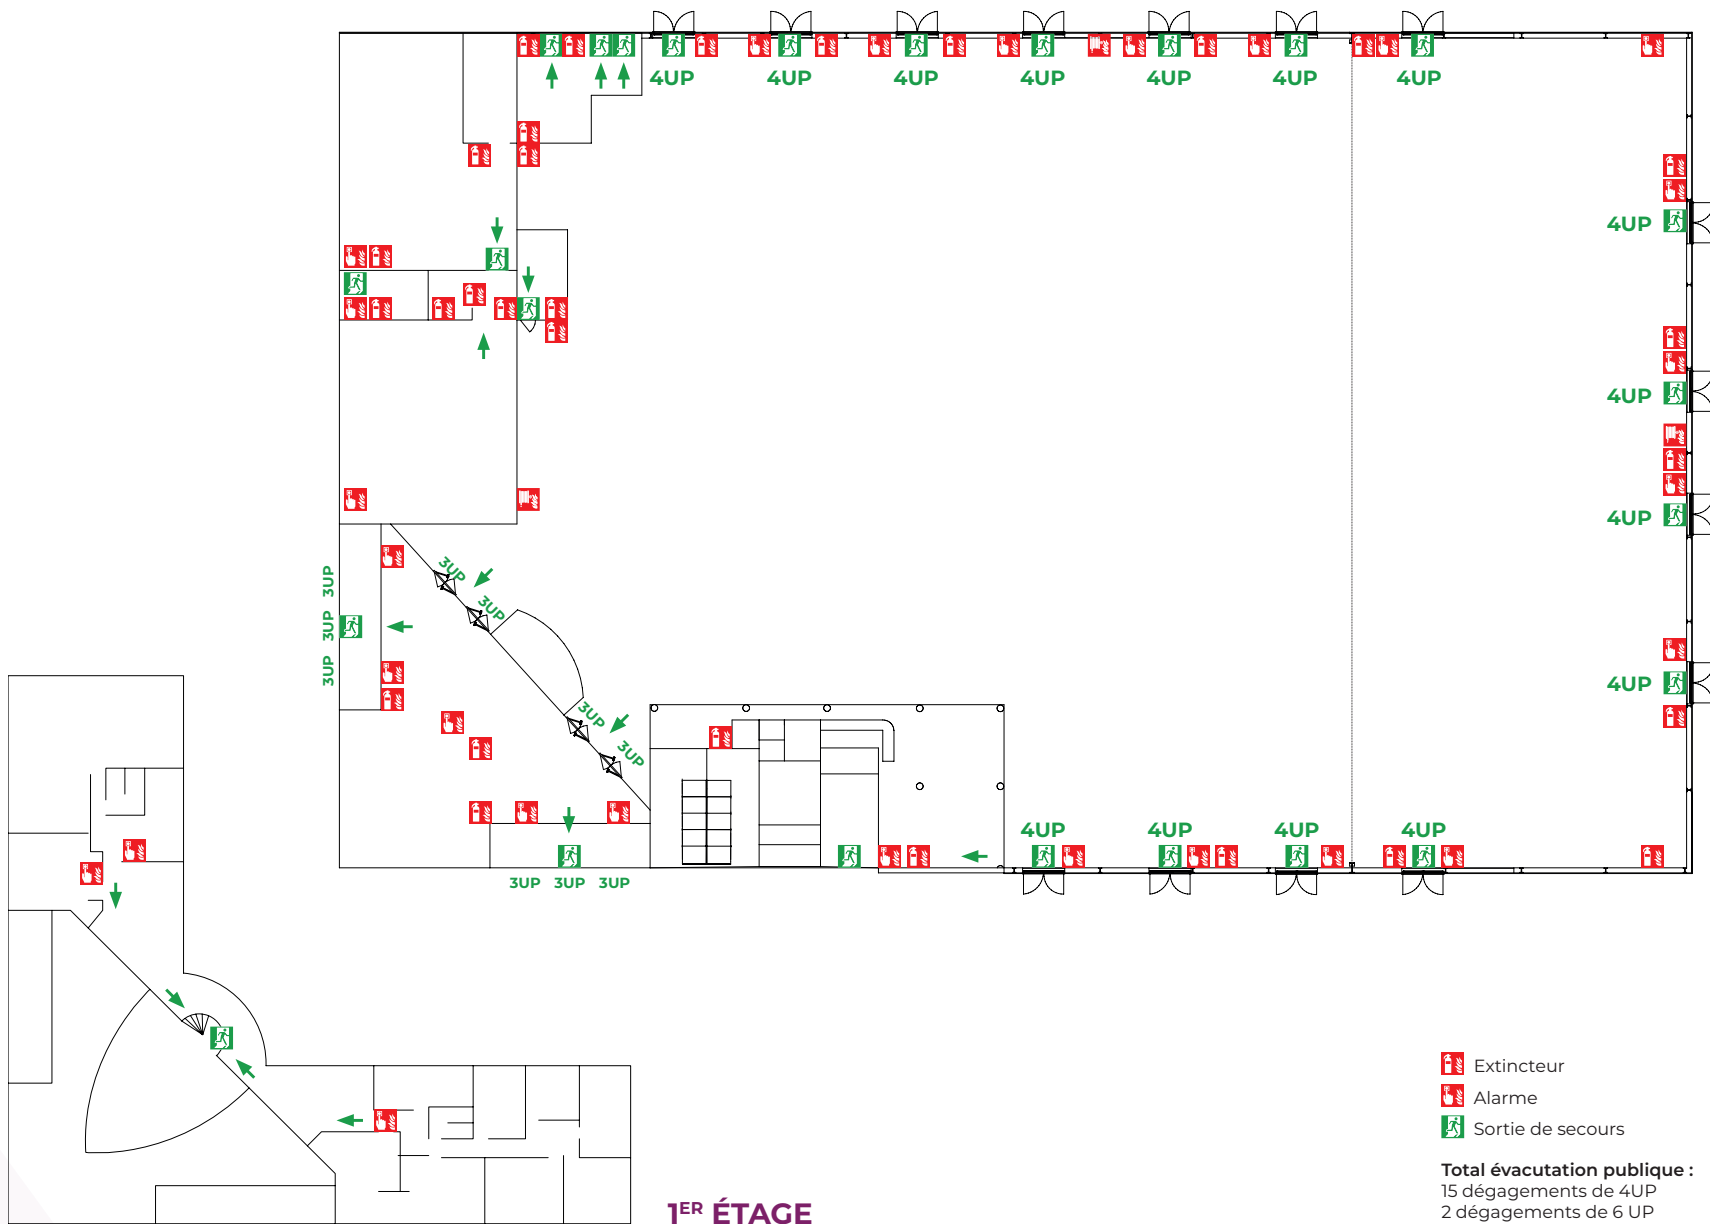 4UP 4UP 4UP 4UP 4UP 4UP 4UP
4UP
4UP
4UP
3UP
3UP
3UP
3UP
3UP
4UP
3UP
3UP
4UP 4UP 4UP 4UP
3UP 3UP 3UP
Extincteur
Alarme
Sortie de secours
Total évacutation publique :
15 dégagements de 4UP
2 dégagements de 6 UP
1ER ÉTAGE